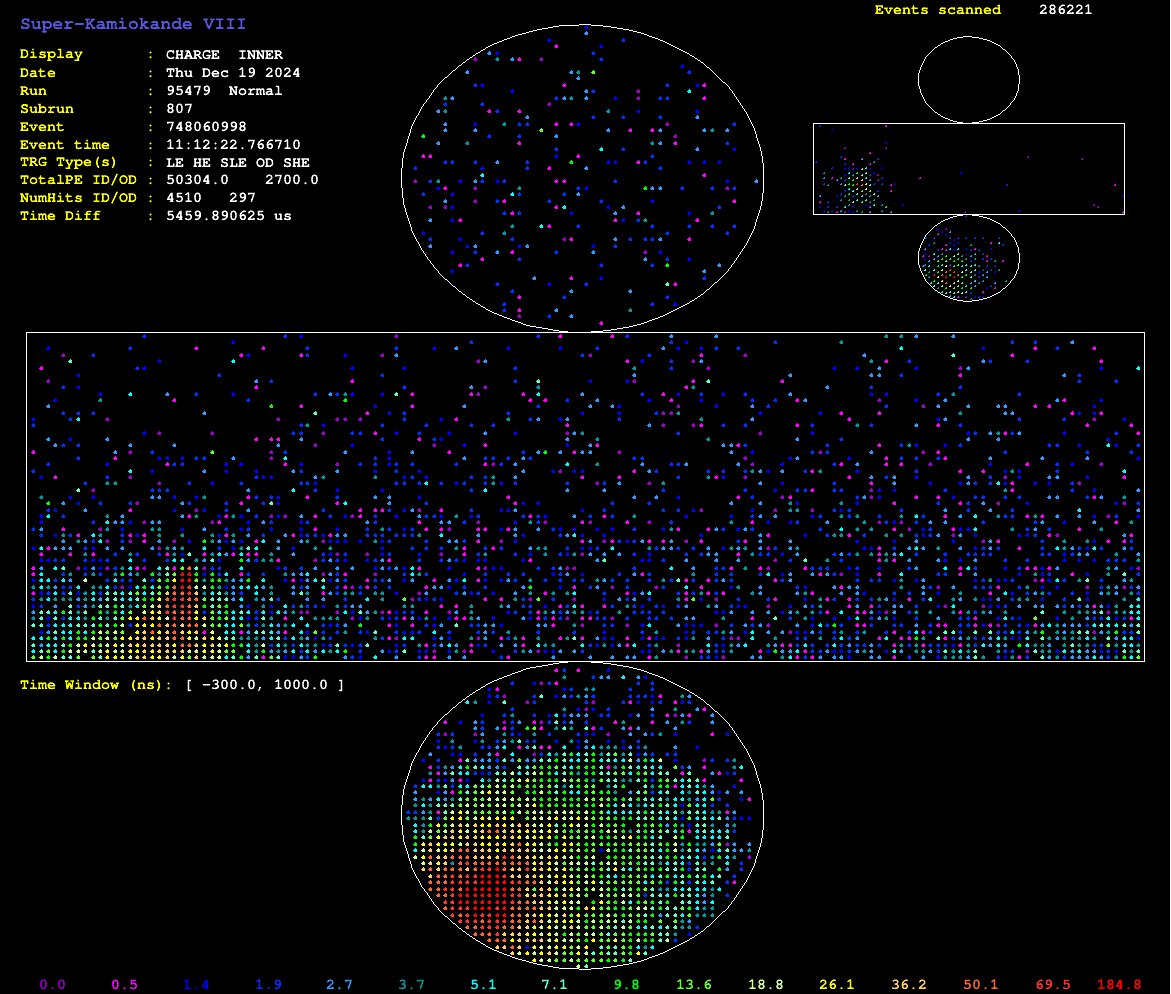 Super-Kamiokande VIII
Events scanned 286221
Display : CHARGE INNER
Date : Thu Dec 19 2024
Run : 95479 Normal
Subrun : 807
Event : 748060998
Event time : 11:12:22.766710
TRG Type(s) : LE HE SLE OD SHE
TotalPE ID/OD : 50304.0 2700.0
NumHits ID/OD : 4510 297
Time Diff : 5459.890625 us
Time Window (ns): [ -300.0, 1000.0 ]
0.0 0.5 1.4 1.9 2.7 3.7 5.1 7.1 9.8 13.6 18.8 26.1 36.2 50.1 69.5 184.8